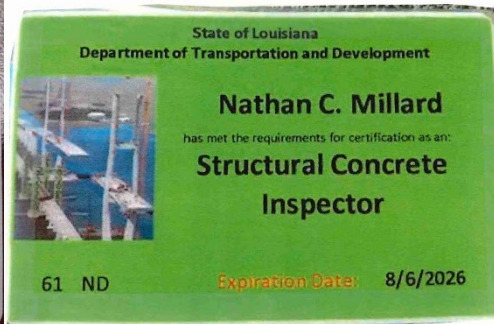 State of Louisiana
Department of Transportation and Development
Nathan C. Millard
has met the requirements for certification as an:
Structural Concrete
Inspector
61 ND
Expiration Date: 8/6/2026